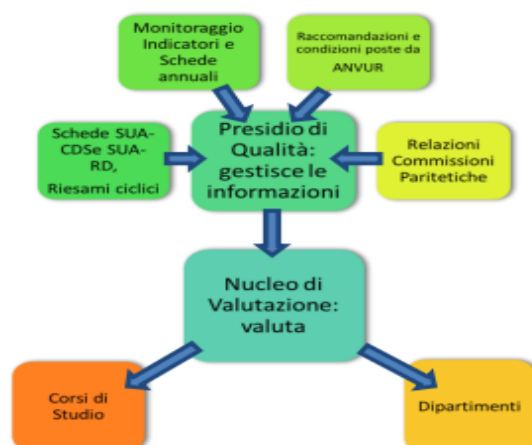 Monitoraggio
Indicatori e
Schede
annuali
Raccomandazioni e
condizioni poste da
ANVUR
Schede SUA-
CDSe SUA-
RD,
Riesami ciclici
Presidio di
Qualità:
gestisce le
informazioni
Relazioni
Commissioni
Paritetiche
Nucleo di
Valutazione:
valuta
Corsi di
Studio
Dipartimenti